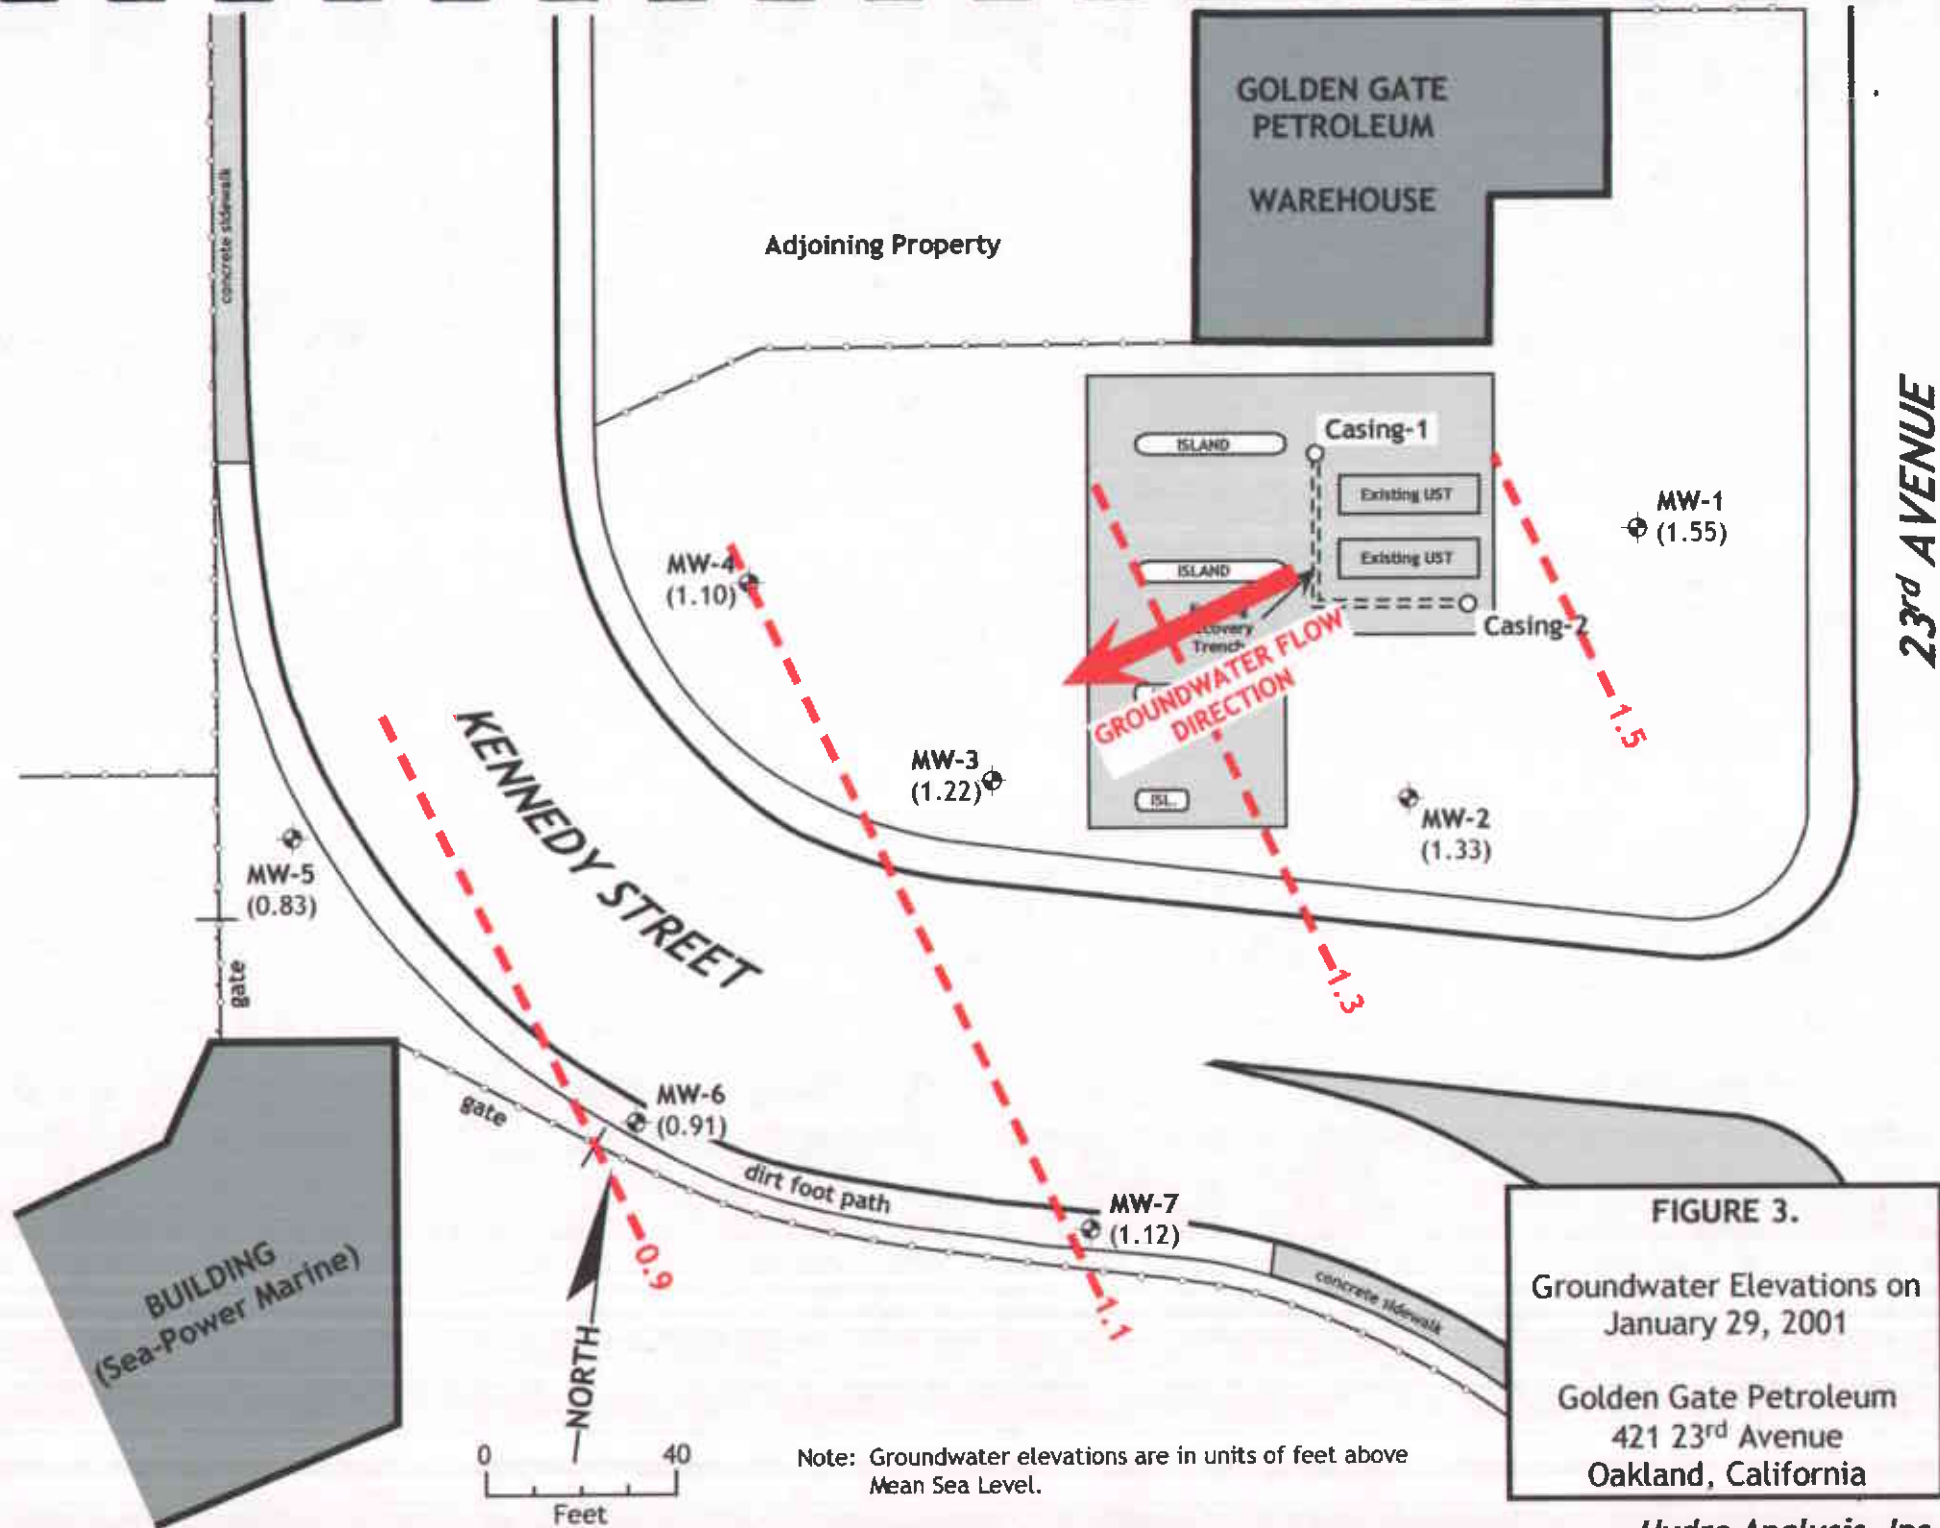 GOLDEN GATE
PETROLEUM
WAREHOUSE
concrete sidewalk
Adjoining Property
23rd AVENUE
ISLAND
Casing-1
Existing UST
MW-1
(1.55)
ISLAND
Existing UST
MW-4
(1.10)
Trench
Casing-2
GROUNDWATER FLOW
DIRECTION
1.5
KENNEDY STREET
MW-3
(1.22)
ISL.
MW-2
(1.33)
MW-5
(0.83)
gate
1.3
gate
MW-6
(0.91)
dirt foot path
MW-7
(1.12)
0.9
1.1
concrete sidewalk
BUILDING
(Sea-Power Marine)
NORTH
0 40
Feet
Note: Groundwater elevations are in units of feet above
Mean Sea Level.
FIGURE 3.
Groundwater Elevations on
January 29, 2001
Golden Gate Petroleum
421 23rd Avenue
Oakland, California